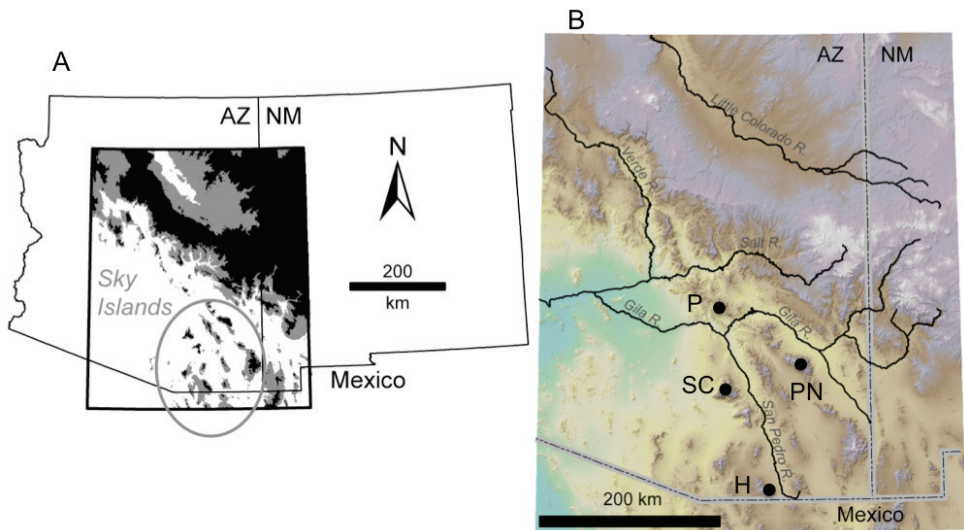 A
AZ NM
N
200
km
Sky
Islands
Mexico
B
AZ NM
Little Colorado R.
Verde R.
Salt R.
P
Gila R.
Gila R.
SC
PN
San Pedro R.
H
200 km
Mexico